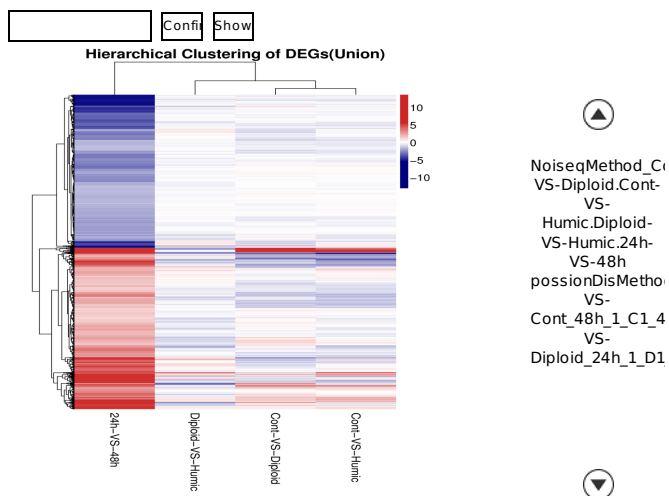 Confi Show
Hierarchical Clustering of DEGs(Union)
10
5
0
−5
−10
24h−VS−48h
Diploid−VS−Humic
Cont−VS−Diploid
Cont−VS−Humic
NoiseqMethod_Co
VS-Diploid.Cont-
VS-
Humic.Diploid-
VS-Humic.24h-
VS-48h
possionDisMethod
VS-
Cont_48h_1_C1_4
VS-
Diploid_24h_1_D1_